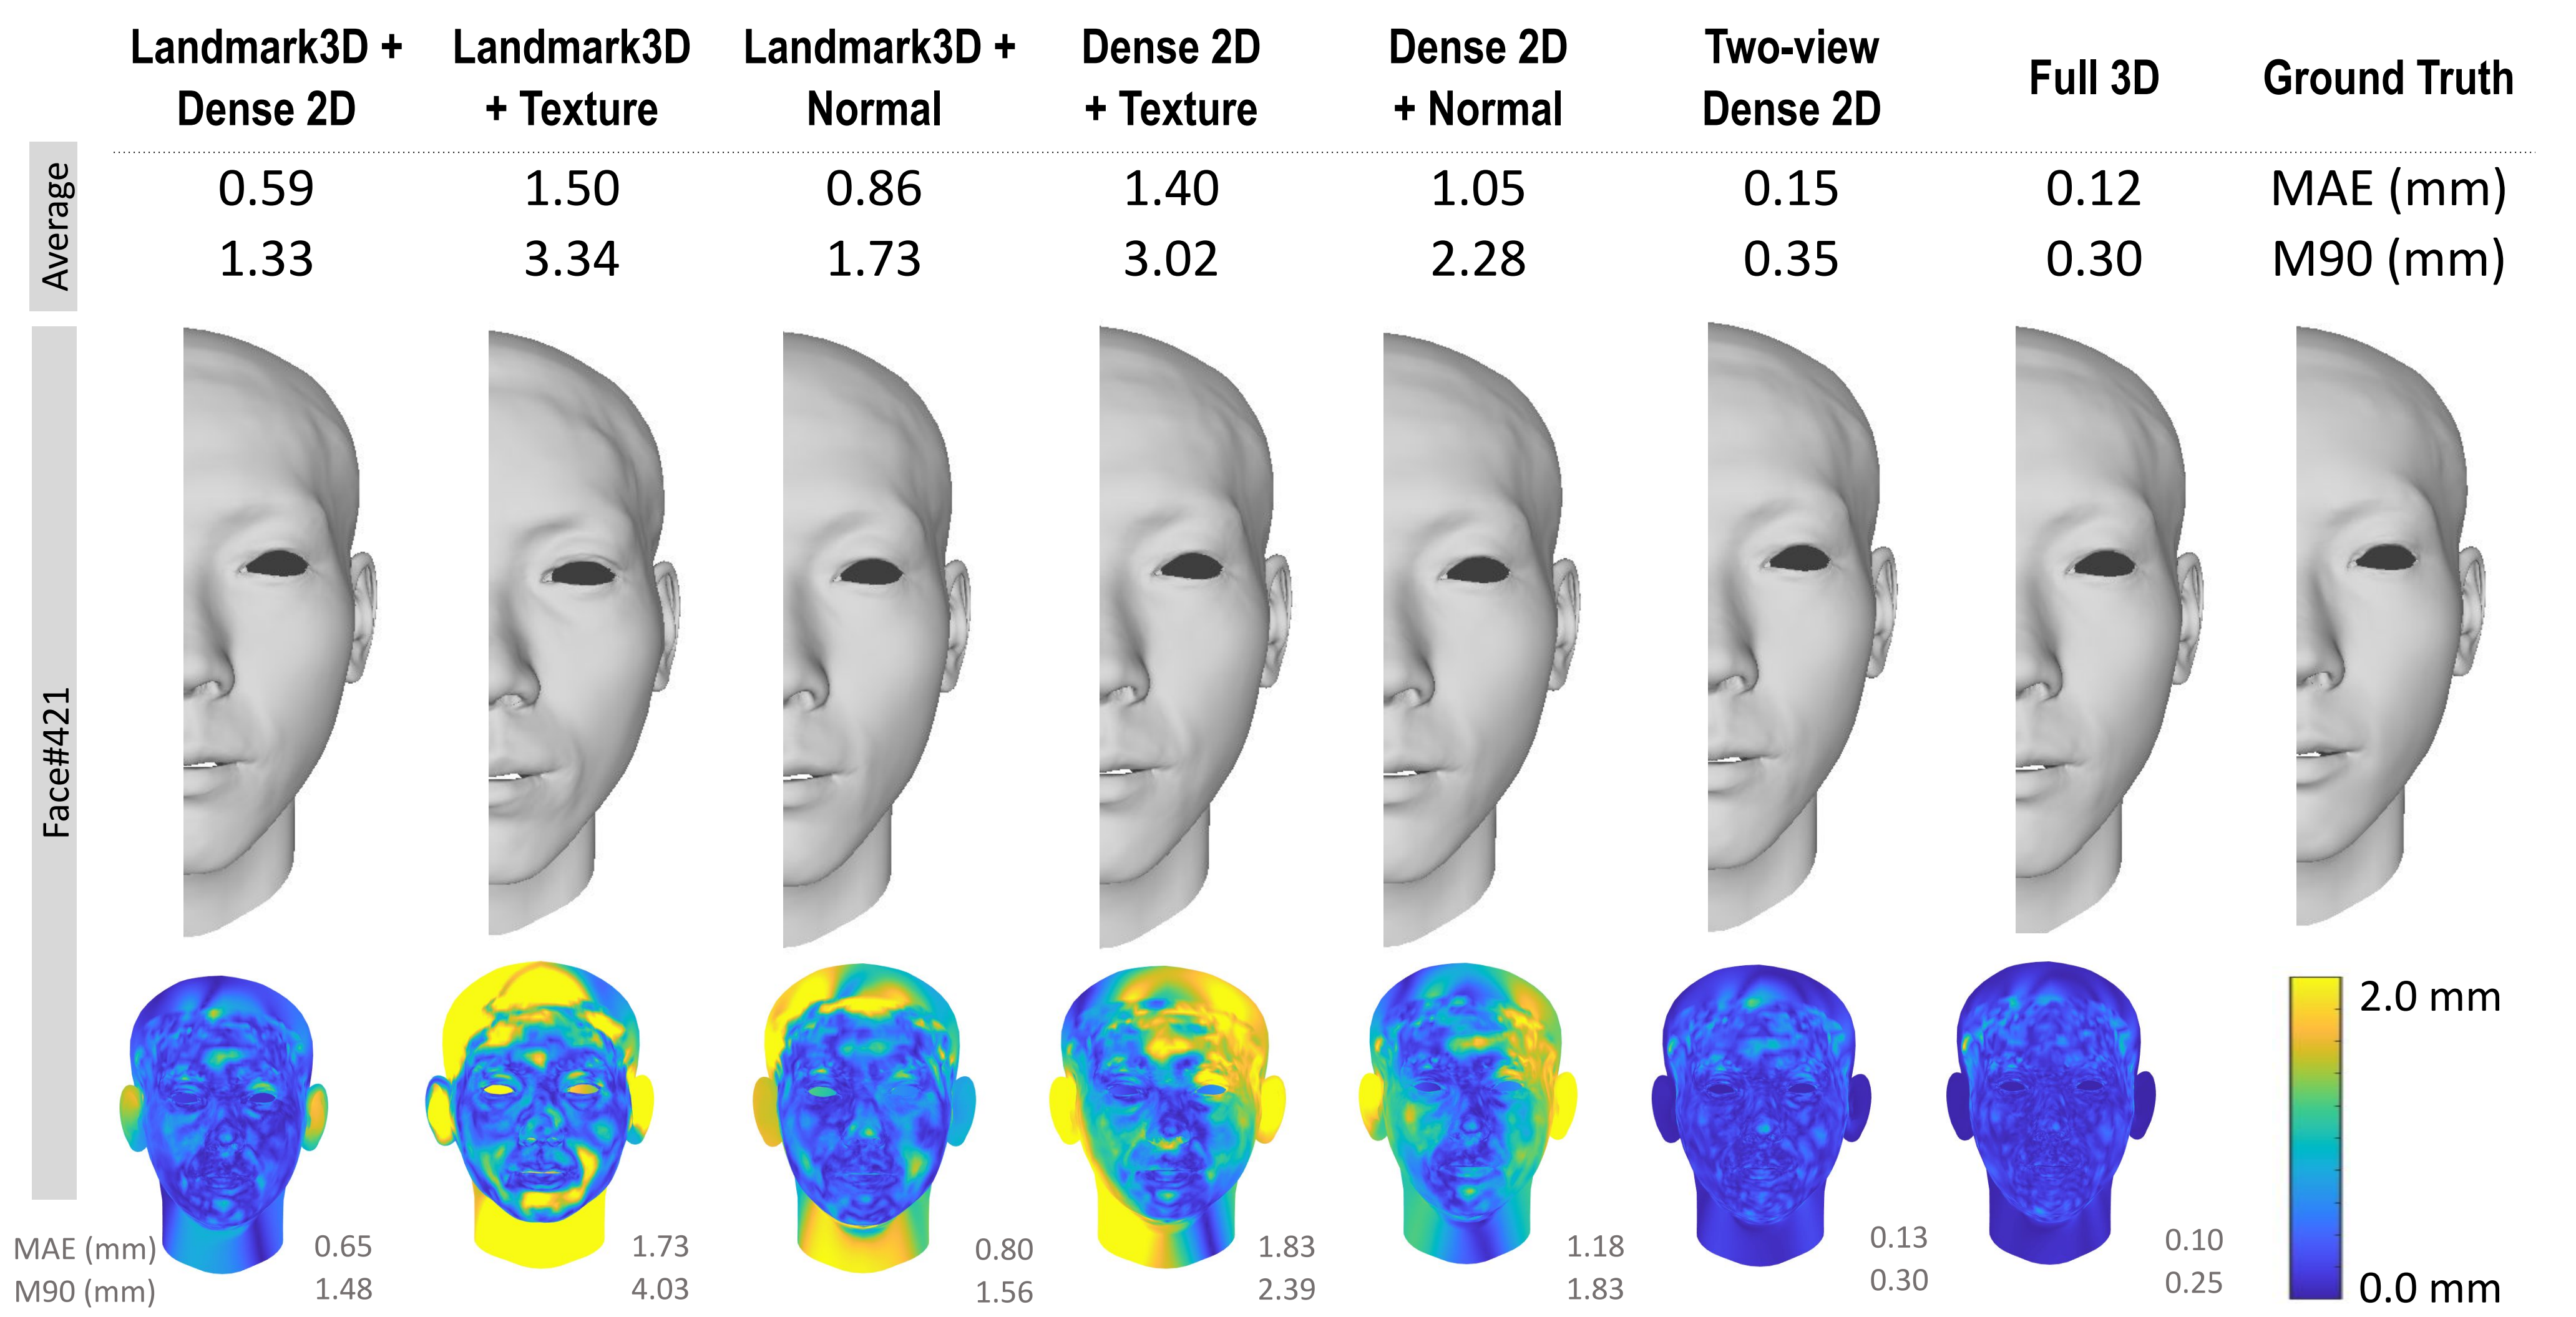 Landmark3D +
Dense 2D
Landmark3D
+ Texture
Landmark3D +
Normal
Dense 2D
+ Texture
Dense 2D
+ Normal
Two-view
Dense 2D
Full 3D
Ground Truth
Average
0.59 1.50 0.86 1.40 1.05 0.15 0.12 MAE (mm)
1.33 3.34 1.73 3.02 2.28 0.35 0.30 M90 (mm)
Face#421
2.0 mm
0.0 mm
MAE (mm) 0.65 1.73 0.80 1.83 1.18 0.13 0.10
M90 (mm) 1.48 4.03 1.56 2.39 1.83 0.30 0.25